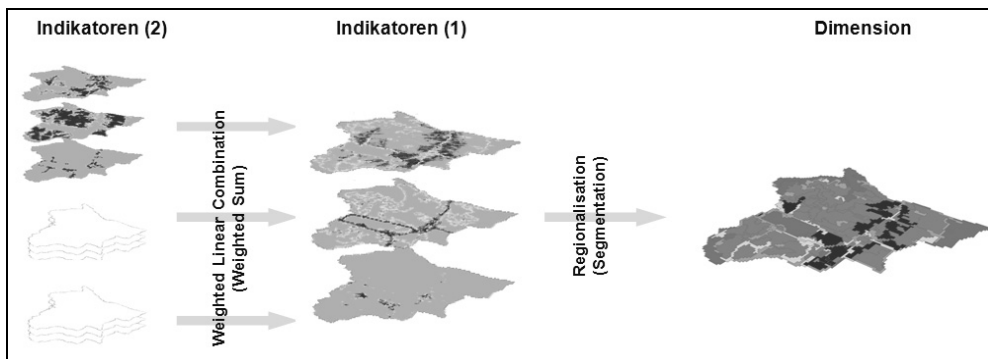 Indikatoren (2)
Indikatoren (1)
Dimension
Weighted Linear Combination
(Weighted Sum)
Regionalisation
(Segmentation)